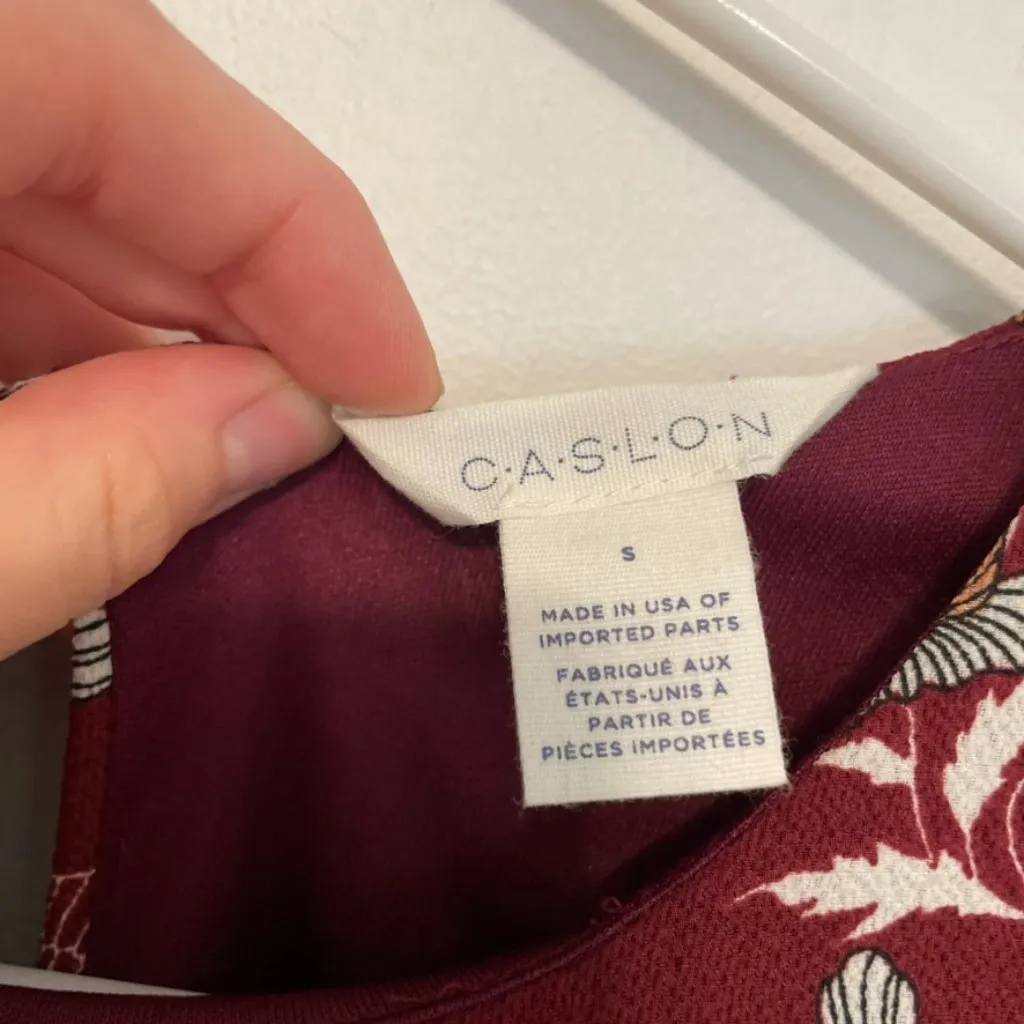 C·A·S·L·O·N
S
MADE IN USA OF
IMPORTED PARTS
FABRIQUÉ AUX
ÉTATS-UNIS À
PARTIR DE
PIÈCES IMPORTÉES